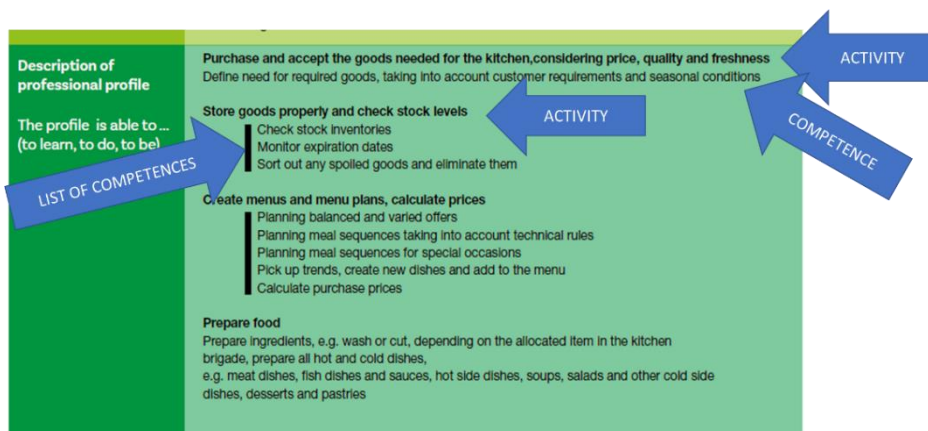 Description of
professional profile
The profile is able to ...
(to learn, to do, to be)
Purchase and accept the goods needed for the kitchen,considering price, quality and freshness
Define need for required goods, taking into account customer requirements and seasonal conditions
ACTIVITY
Store goods properly and check stock levels
ACTIVITY
COMPETENCE
Check stock inventories
Monitor expiration dates
Sort out any spoiled goods and eliminate them
LIST OF COMPETENCES
Create menus and menu plans, calculate prices
Planning balanced and varied offers
Planning meal sequences taking into account technical rules
Planning meal sequences for special occasions
Pick up trends, create new dishes and add to the menu
Calculate purchase prices
Prepare food
Prepare ingredients, e.g. wash or cut, depending on the allocated item in the kitchen
brigade, prepare all hot and cold dishes,
e.g. meat dishes, fish dishes and sauces, hot side dishes, soups, salads and other cold side
dishes, desserts and pastries